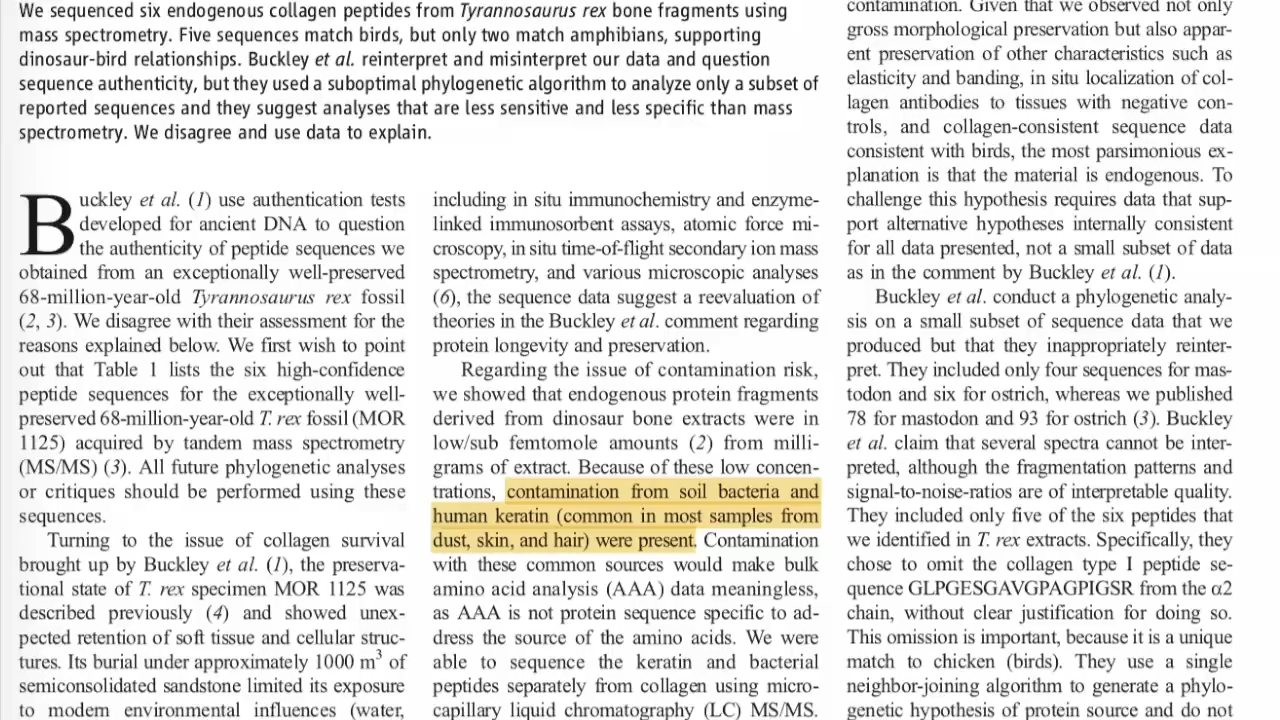 We sequenced six endogenous collagen peptides from Tyrannosaurus rex bone fragments using
mass spectrometry. Five sequences match birds, but only two match amphibians, supporting
dinosaur-bird relationships. Buckley et al. reinterpret and misinterpret our data and question
sequence authenticity, but they used a suboptimal phylogenetic algorithm to analyze only a subset of
reported sequences and they suggest analyses that are less sensitive and less specific than mass
spectrometry. We disagree and use data to explain.
Buckley et al. (1) use authentication tests
developed for ancient DNA to question
the authenticity of peptide sequences we
obtained from an exceptionally well-preserved
68-million-year-old Tyrannosaurus rex fossil
(2, 3). We disagree with their assessment for the
reasons explained below. We first wish to point
out that Table 1 lists the six high-confidence
peptide sequences for the exceptionally well-
preserved 68-million-year-old T. rex fossil (MOR
1125) acquired by tandem mass spectrometry
(MS/MS) (3). All future phylogenetic analyses
or critiques should be performed using these
sequences.
Turning to the issue of collagen survival
brought up by Buckley et al. (1), the preserva-
tional state of T. rex specimen MOR 1125 was
described previously (4) and showed unex-
pected retention of soft tissue and cellular struc-
tures. Its burial under approximately 1000 m³ of
semiconsolidated sandstone limited its exposure
to modem environmental influences (water,
including in situ immunochemistry and enzyme-
linked immunosorbent assays, atomic force mi-
croscopy, in situ time-of-flight secondary ion mass
spectrometry, and various microscopic analyses
(6), the sequence data suggest a reevaluation of
theories in the Buckley et al. comment regarding
protein longevity and preservation.
Regarding the issue of contamination risk,
we showed that endogenous protein fragments
derived from dinosaur bone extracts were in
low/sub femtomole amounts (2) from milli-
grams of extract. Because of these low concen-
trations, contamination from soil bacteria and
human keratin (common in most samples from
dust, skin, and hair) were present. Contamination
with these common sources would make bulk
amino acid analysis (AAA) data meaningless,
as AAA is not protein sequence specific to ad-
dress the source of the amino acids. We were
able to sequence the keratin and bacterial
peptides separately from collagen using micro-
capillary liquid chromatography (LC) MS/MS.
contamination. Given that we observed not only
gross morphological preservation but also appar-
ent preservation of other characteristics such as
elasticity and banding, in situ localization of col-
lagen antibodies to tissues with negative con-
trols, and collagen-consistent sequence data
consistent with birds, the most parsimonious ex-
planation is that the material is endogenous. To
challenge this hypothesis requires data that sup-
port alternative hypotheses internally consistent
for all data presented, not a small subset of data
as in the comment by Buckley et al. (1).
Buckley et al. conduct a phylogenetic analy-
sis on a small subset of sequence data that we
produced but that they inappropriately reinter-
pret. They included only four sequences for mas-
todon and six for ostrich, whereas we published
78 for mastodon and 93 for ostrich (3). Buckley
et al. claim that several spectra cannot be inter-
preted, although the fragmentation patterns and
signal-to-noise-ratios are of interpretable quality.
They included only five of the six peptides that
we identified in T. rex extracts. Specifically, they
chose to omit the collagen type I peptide se-
quence GLPGESGAVGPAGPIGSR from the α2
chain, without clear justification for doing so.
This omission is important, because it is a unique
match to chicken (birds). They use a single
neighbor-joining algorithm to generate a phylo-
genetic hypothesis of protein source and do not